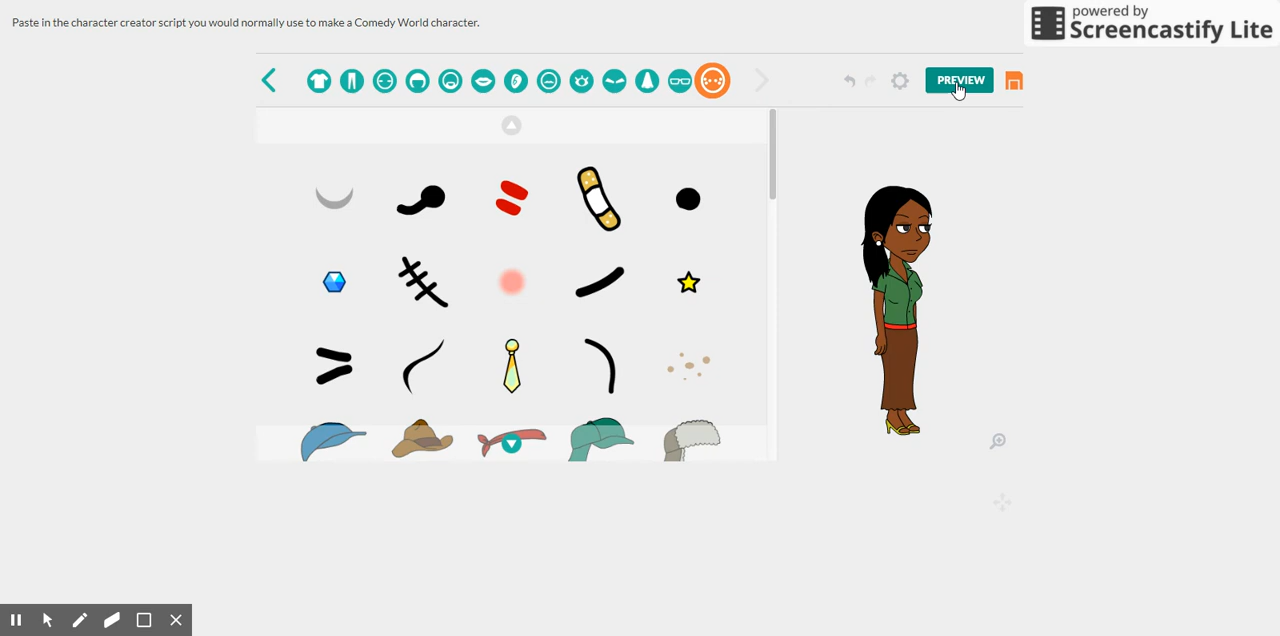 Paste in the character creator script you would normally use to make a Comedy World character.
powered by
Screencastify Lite
PREVIEW